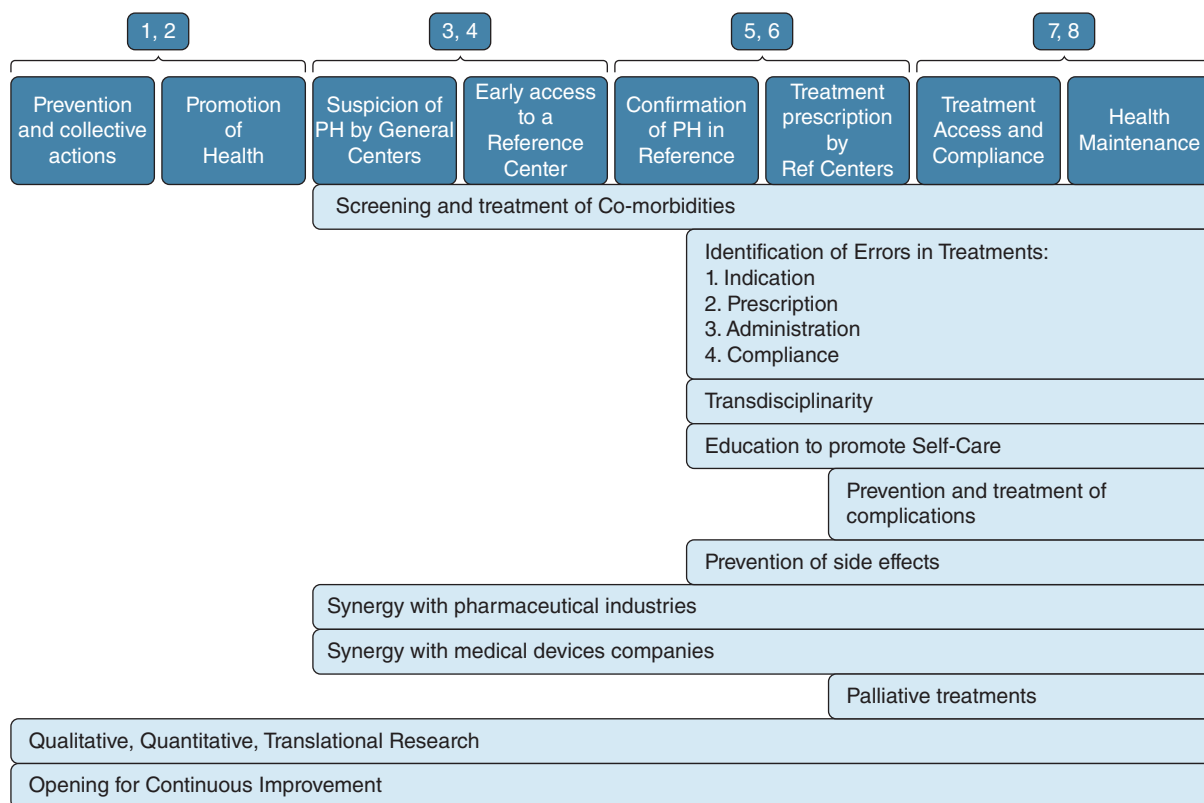 1, 2
3, 4
5, 6
7, 8
Prevention
and collective
actions
Promotion
of
Health
Suspicion of
PH by General
Centers
Early access
to a
Reference
Center
Confirmation
of PH in
Reference
Treatment
prescription
by
Ref Centers
Treatment
Access and
Compliance
Health
Maintenance
Screening and treatment of Co-morbidities
Identification of Errors in Treatments:
1. Indication
2. Prescription
3. Administration
4. Compliance
Transdisciplinarity
Education to promote Self-Care
Prevention and treatment of
complications
Prevention of side effects
Synergy with pharmaceutical industries
Synergy with medical devices companies
Palliative treatments
Qualitative, Quantitative, Translational Research
Opening for Continuous Improvement